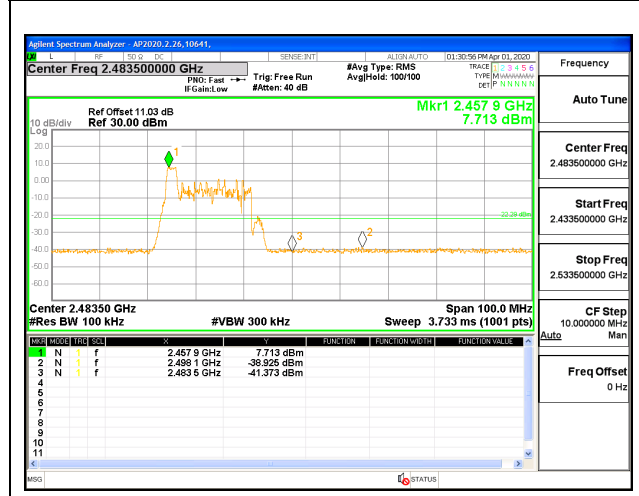 Agilent Spectrum Analyzer - AP2020.2.26,10641,
L RF 50 Ω DC SENSE:INT ALIGN AUTO 01:30:56 PM Apr 01, 2020
Center Freq 2.483500000 GHz
PNO: Fast
IFGain:Low
Trig: Free Run
#Atten: 40 dB
#Avg Type: RMS
Avg|Hold: 100/100
TRACE 1 2 3 4 5 6
TYPE M
DET P N N N N N
Frequency
Auto Tune
Center Freq
2.483500000 GHz
Start Freq
2.433500000 GHz
Stop Freq
2.533500000 GHz
CF Step
10.000000 MHz
Auto Man
Freq Offset
0 Hz
Ref Offset 11.03 dB
10 dB/div Ref 30.00 dBm
Log
Mkr1 2.457 9 GHz
7.713 dBm
20.0
10.0
0.00
-10.0
-20.0
-30.0
-40.0
-50.0
-60.0
1
2
3
-22.29 dBm
Center 2.48350 GHz Span 100.0 MHz
#Res BW 100 kHz #VBW 300 kHz Sweep 3.733 ms (1001 pts)
MKR MODE TRC SCL X Y FUNCTION FUNCTION WIDTH FUNCTION VALUE
1 N 1 f 2.457 9 GHz 7.713 dBm
2 N 1 f 2.498 1 GHz -38.925 dBm
3 N 1 f 2.483 5 GHz -41.373 dBm
4
5
6
7
8
9
10
11
MSG STATUS